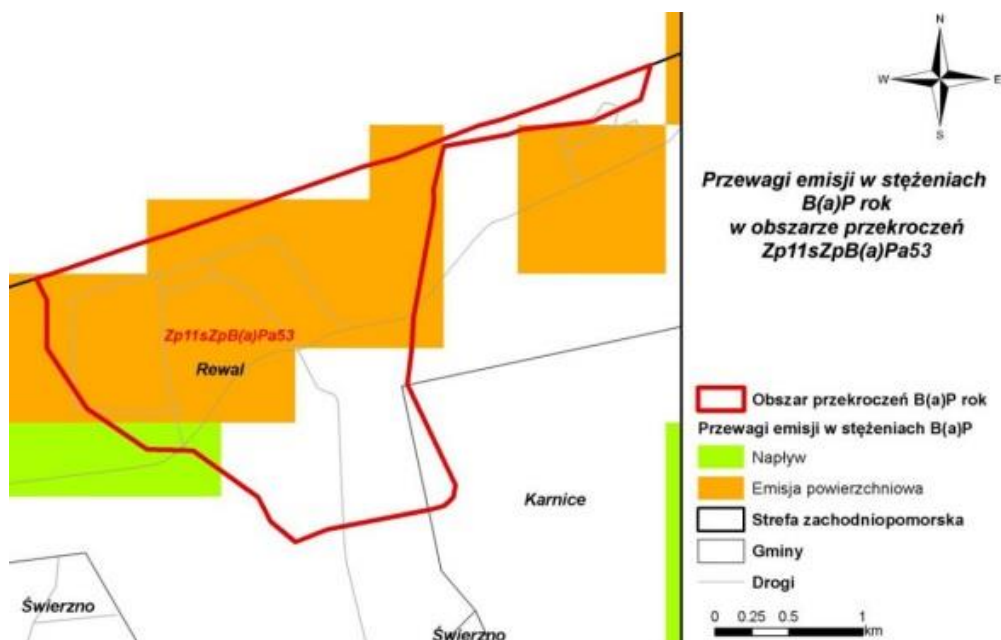 N
W E
S
Przewagi emisji w stężeniach
B(a)P rok
w obszarze przekroczeń
Zp11sZpB(a)Pa53
Zp11sZpB(a)Pa53
Rewal
Karnice
Świerzno
Świerzno
Obszar przekroczeń B(a)P rok
Przewagi emisji w stężeniach B(a)P
Napływ
Emisja powierzchniowa
Strefa zachodniopomorska
Gminy
Drogi
0 0.25 0.5 1
km